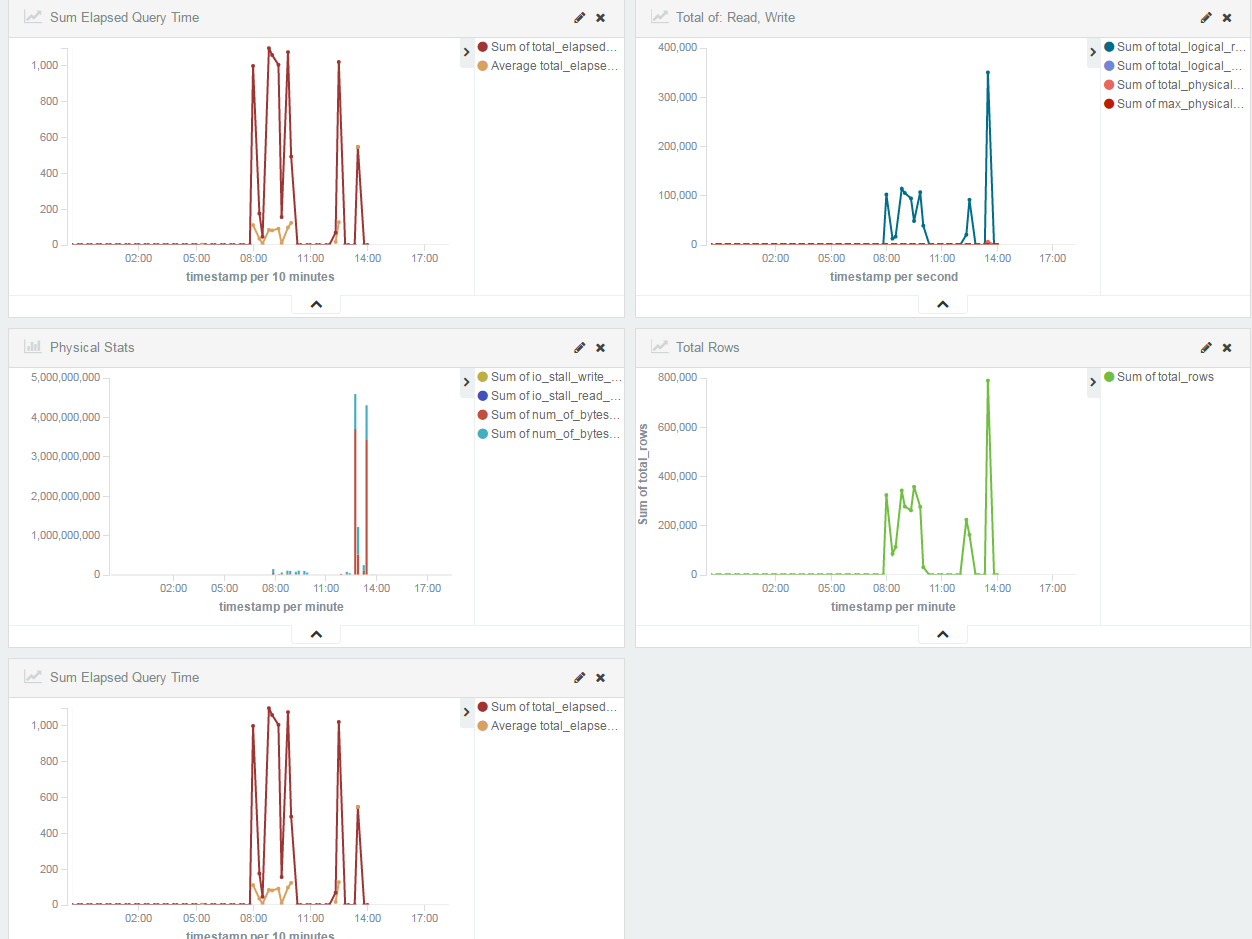 Sum Elapsed Query Time
Sum of total_elapsed...
Average total_elapse...
1,000
800
600
400
200
0
02:00 05:00 08:00 11:00 14:00 17:00
timestamp per 10 minutes
Total of: Read, Write
Sum of total_logical_r...
Sum of total_logical_...
Sum of total_physical...
Sum of max_physical...
400,000
300,000
200,000
100,000
0
02:00 05:00 08:00 11:00 14:00 17:00
timestamp per second
Physical Stats
Sum of io_stall_write_...
Sum of io_stall_read_...
Sum of num_of_bytes...
Sum of num_of_bytes...
5,000,000,000
4,000,000,000
3,000,000,000
2,000,000,000
1,000,000,000
0
02:00 05:00 08:00 11:00 14:00 17:00
timestamp per minute
Total Rows
Sum of total_rows
Sum of total_rows
800,000
600,000
400,000
200,000
0
02:00 05:00 08:00 11:00 14:00 17:00
timestamp per minute
Sum Elapsed Query Time
Sum of total_elapsed...
Average total_elapse...
1,000
800
600
400
200
0
02:00 05:00 08:00 11:00 14:00 17:00
timestamp per 10 minutes